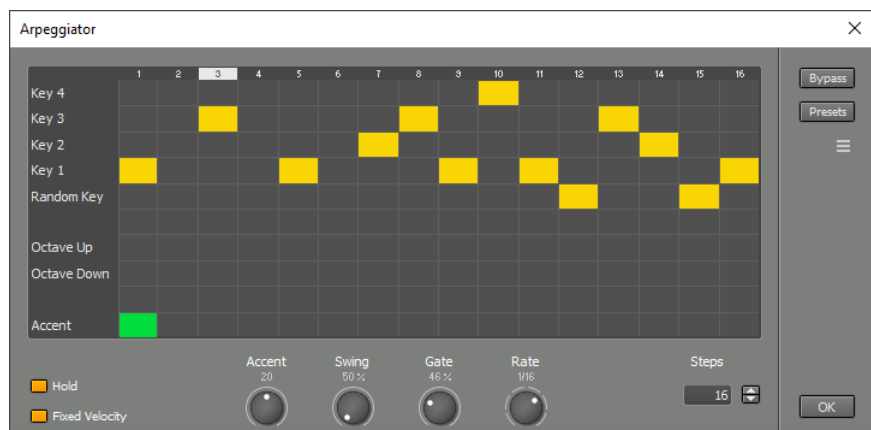 Arpeggiator
1 2 3 4 5 6 7 8 9 10 11 12 13 14 15 16
Key 4
Key 3
Key 2
Key 1
Random Key
Octave Up
Octave Down
Accent
Bypass
Presets
Accent Swing Gate Rate Steps
20 50 % 46 % 1/16
Hold
16
Fixed Velocity
OK